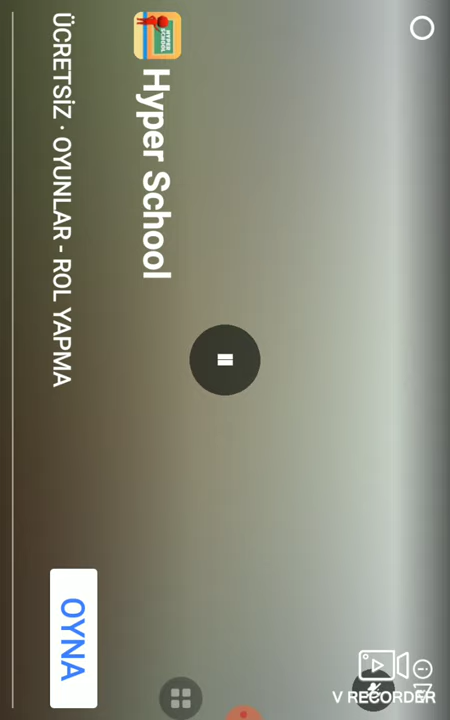 Hyper School
ÜCRETSİZ · OYUNLAR - ROL YAPMA
OYNA
V RECORDER